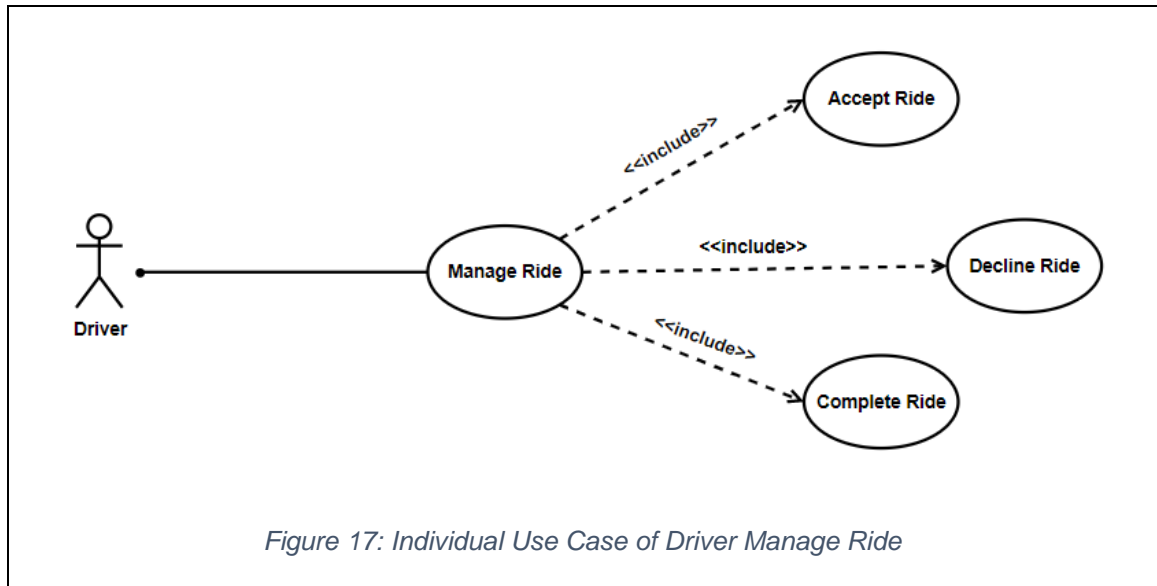 Accept Ride
<<include>>
<<include>>
Manage Ride
Decline Ride
Driver
<<include>>
Complete Ride
Figure 17: Individual Use Case of Driver Manage Ride